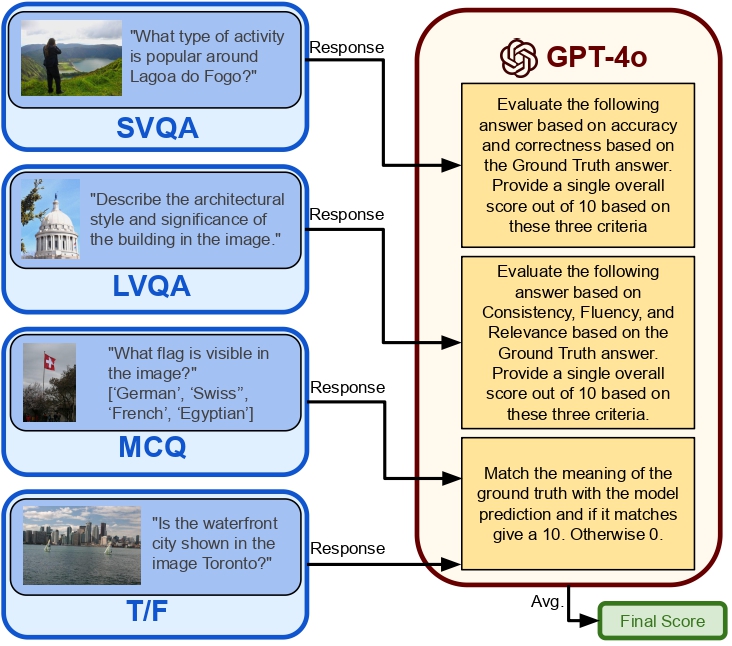 "What type of activity
is popular around
Lagoa do Fogo?"
SVQA
Response
"Describe the architectural
style and significance of
the building in the image."
LVQA
Response
"What flag is visible in
the image?"
[‘German’, ‘Swiss”,
‘French’, ‘Egyptian’]
MCQ
Response
"Is the waterfront
city shown in the
image Toronto?"
T/F
Response
GPT-4o
Evaluate the following
answer based on accuracy
and correctness based on
the Ground Truth answer.
Provide a single overall
score out of 10 based on
these three criteria
Evaluate the following
answer based on
Consistency, Fluency, and
Relevance based on the
Ground Truth answer.
Provide a single overall
score out of 10 based on
these three criteria.
Match the meaning of the
ground truth with the model
prediction and if it matches
give a 10. Otherwise 0.
Avg.
Final Score